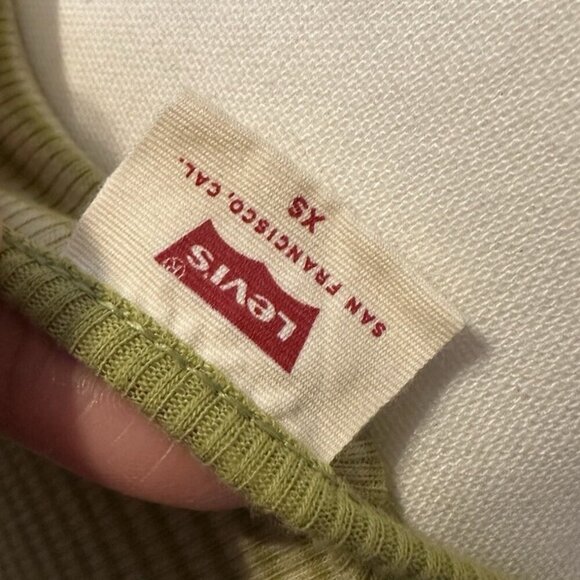 Levi's ®
SAN FRANCISCO, CAL.
XS